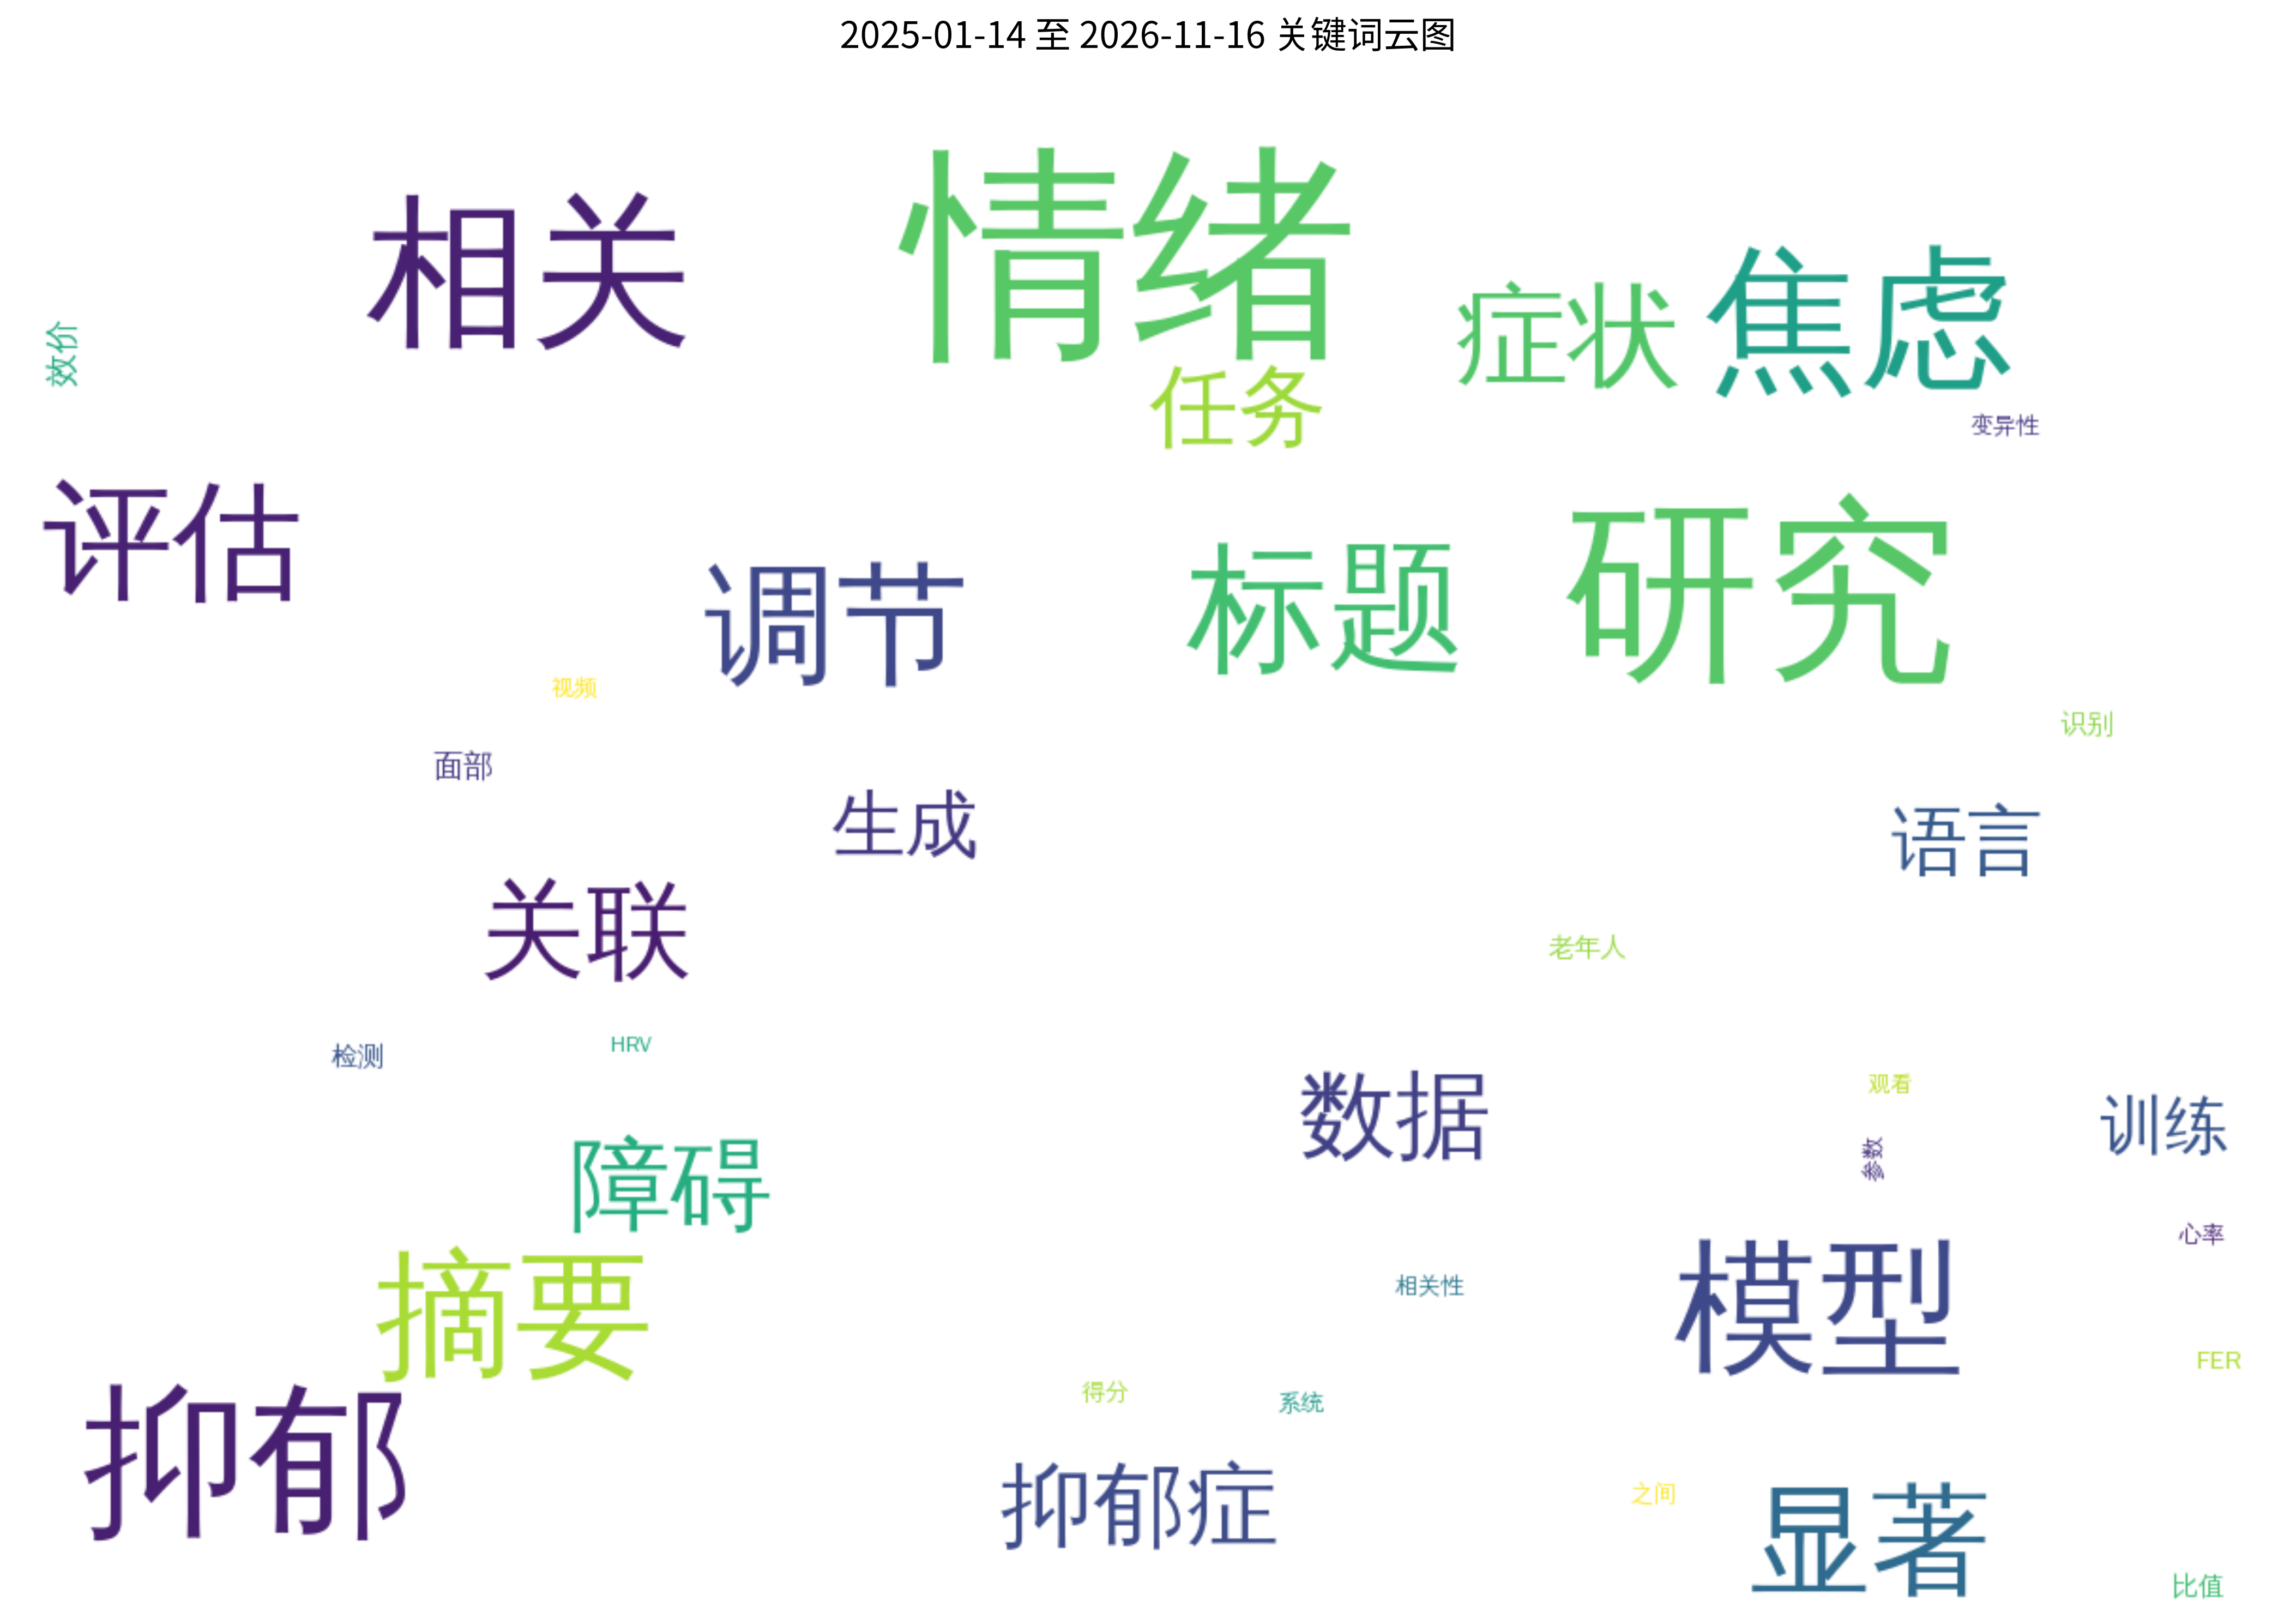 2025-01-14 至 2026-11-16 关键词云图
情绪
相关
焦虑
症状
效价
任务
变异性
评估
研究
标题
调节
视频
识别
面部
生成
语言
关联
老年人
检测
HRV
数据
观看
训练
参数
障碍
心率
摘要
相关性
模型
FER
得分
系统
抑郁
抑郁症
之间
显著
比值